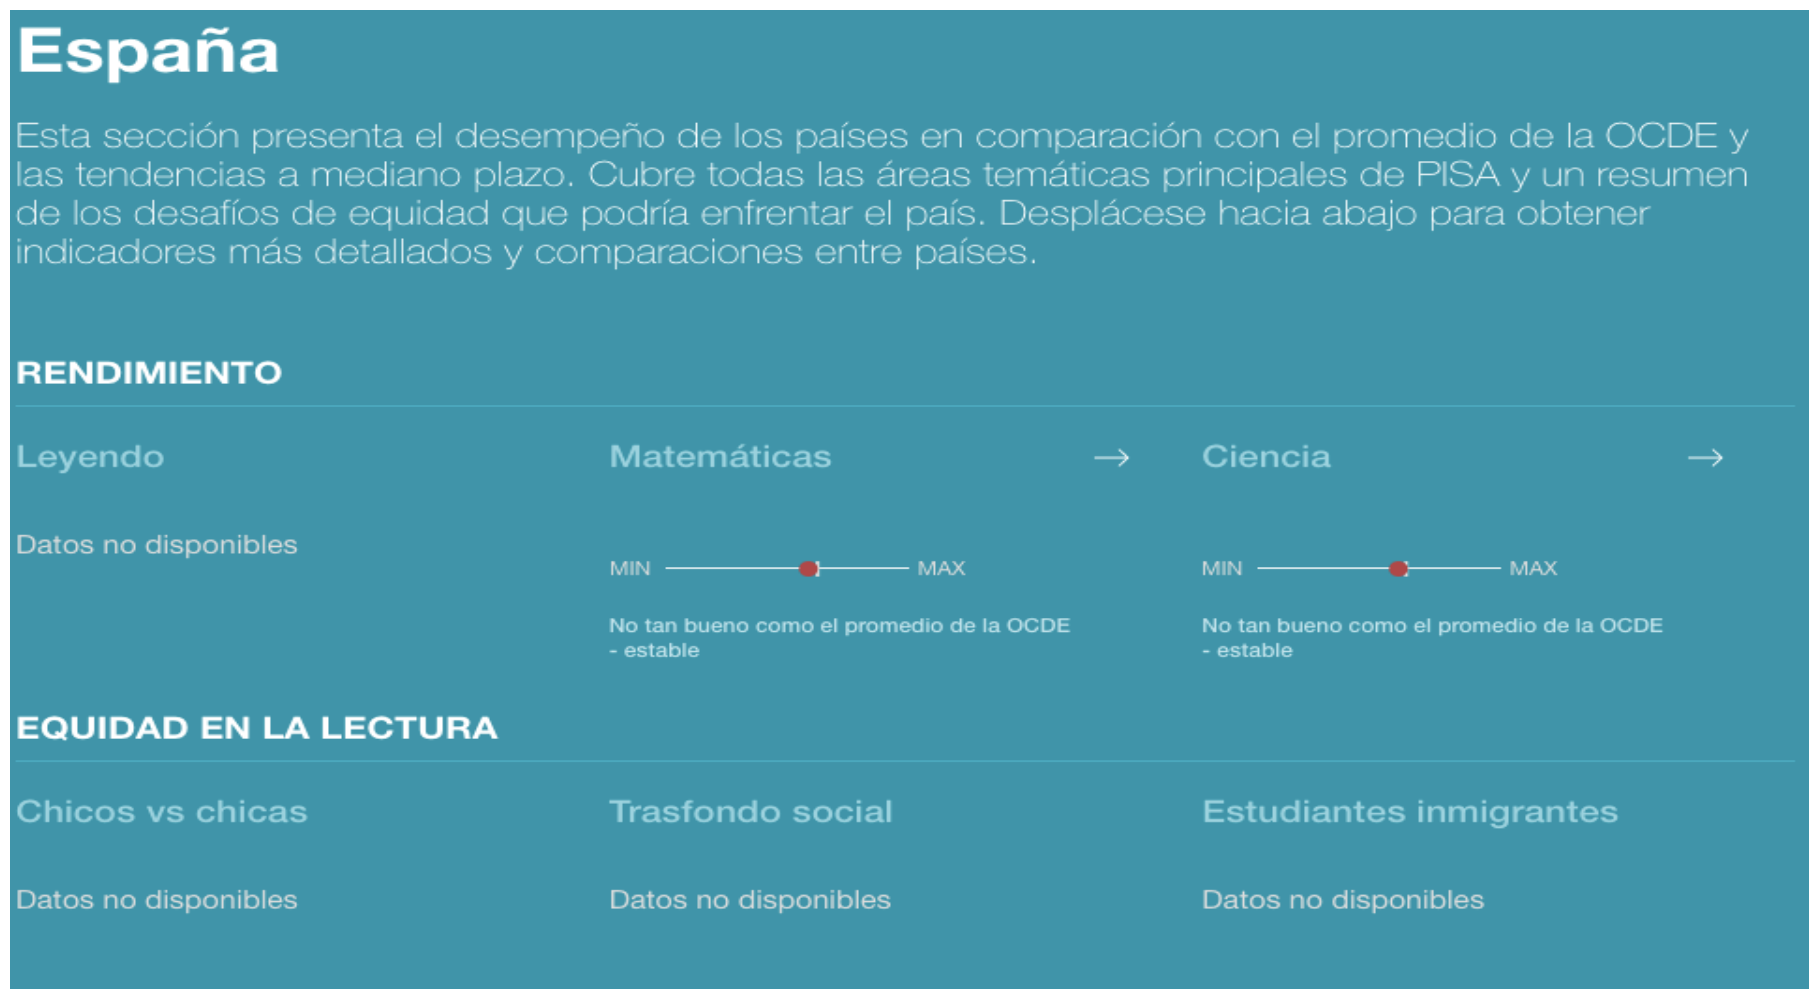 España
Esta sección presenta el desempeño de los países en comparación con el promedio de la OCDE y
las tendencias a mediano plazo. Cubre todas las áreas temáticas principales de PISA y un resumen
de los desafíos de equidad que podría enfrentar el país. Desplácese hacia abajo para obtener
indicadores más detallados y comparaciones entre países.
RENDIMIENTO
Leyendo
Datos no disponibles
Matemáticas
MIN MAX
No tan bueno como el promedio de la OCDE
- estable
Ciencia
MIN MAX
No tan bueno como el promedio de la OCDE
- estable
EQUIDAD EN LA LECTURA
Chicos vs chicas
Datos no disponibles
Trasfondo social
Datos no disponibles
Estudiantes inmigrantes
Datos no disponibles